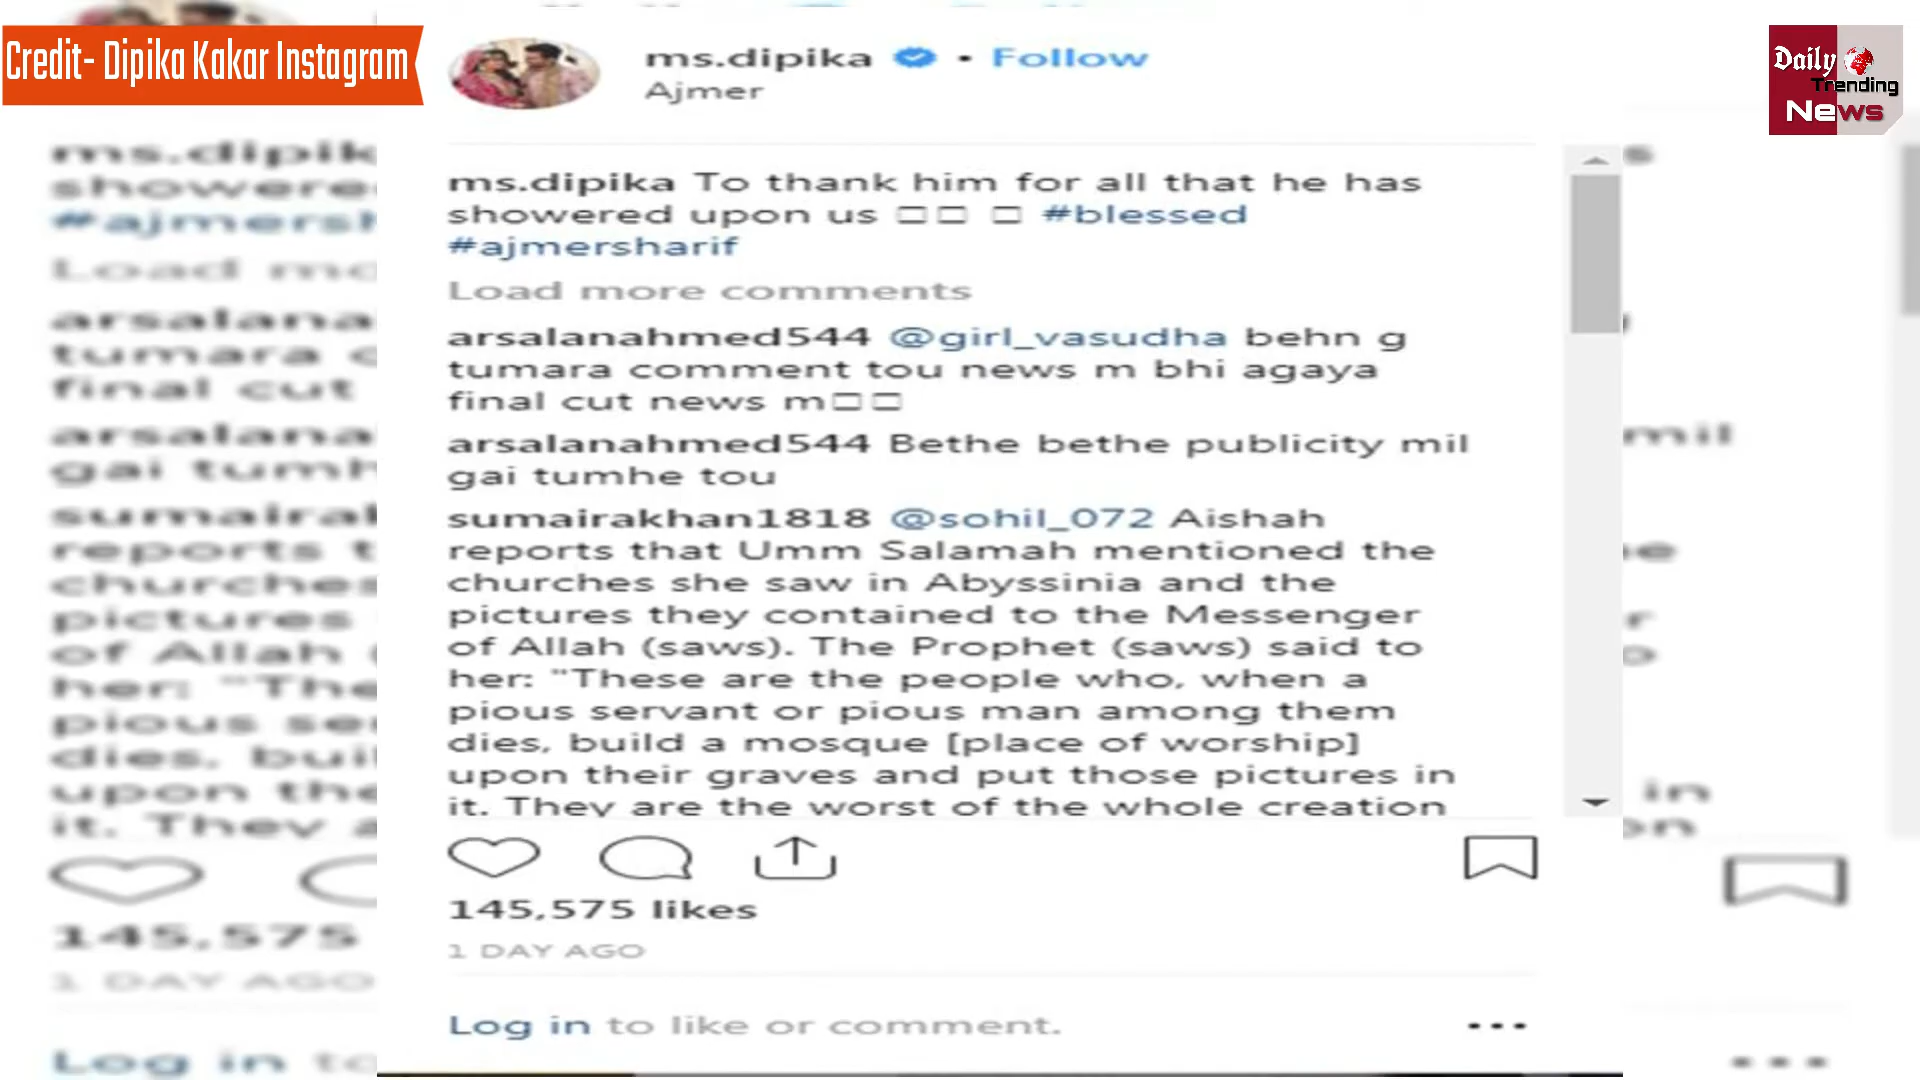 Credit- Dipika Kakar Instagram
Daily
Trending
News
ms.dipika • Follow
Ajmer
ms.dipika To thank him for all that he has
showered upon us #blessed
#ajmersharif
Load more comments
arsalanahmed544 @girl_vasudha behn g
tumara comment tou news m bhi agaya
final cut news m
arsalanahmed544 Bethe bethe publicity mil
gai tumhe tou
sumairakhan1818 @sohil_072 Aishah
reports that Umm Salamah mentioned the
churches she saw in Abyssinia and the
pictures they contained to the Messenger
of Allah (saws). The Prophet (saws) said to
her: "These are the people who, when a
pious servant or pious man among them
dies, build a mosque [place of worship]
upon their graves and put those pictures in
it. They are the worst of the whole creation
145,575 likes
1 DAY AGO
Log in to like or comment.